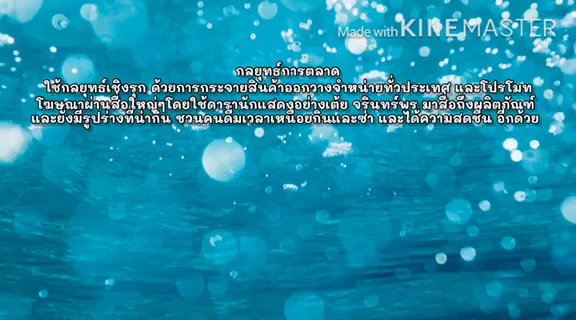 Made with KINEMASTER
กลยุทธ์การตลาด
ใช้กลยุทธ์เชิงรุก ด้วยการกระจายสินค้าออกวางจำหน่ายทั่วประเทศ และโปรโมท
โฆษณาผ่านสื่อใหญ่ๆโดยใช้ดารานักแสดงอย่างเต้ย จรินทร์พร มาสื่อถึงผลิตภัณฑ์
และยังมีรูปร่างที่น่ากิน ชวนคนดื่มเวลาเหนื่อยกินและซ่า และได้ความสดชื่น อีกด้วย